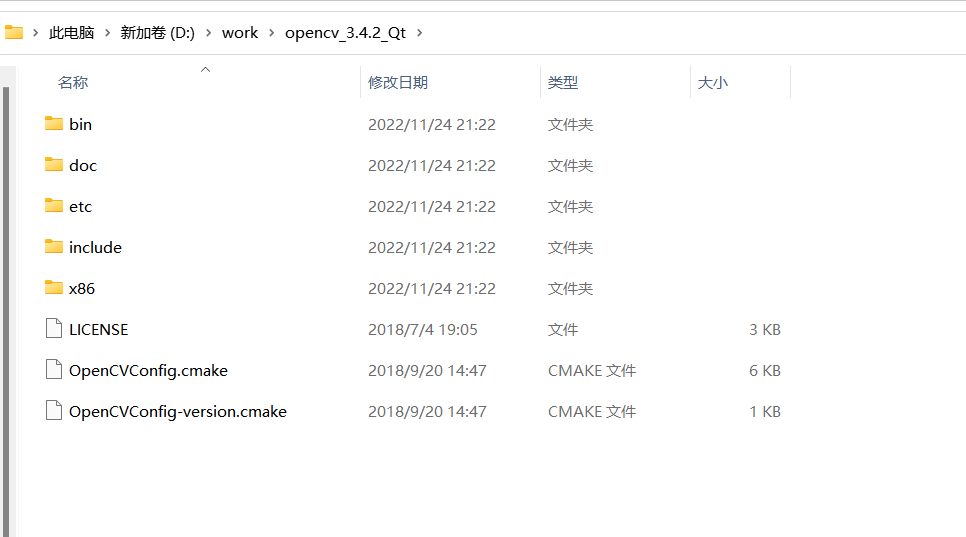 此电脑 > 新加卷 (D:) > work > opencv_3.4.2_Qt >
名称 修改日期 类型 大小
bin 2022/11/24 21:22 文件夹
doc 2022/11/24 21:22 文件夹
etc 2022/11/24 21:22 文件夹
include 2022/11/24 21:22 文件夹
x86 2022/11/24 21:22 文件夹
LICENSE 2018/7/4 19:05 文件 3 KB
OpenCVConfig.cmake 2018/9/20 14:47 CMAKE 文件 6 KB
OpenCVConfig-version.cmake 2018/9/20 14:47 CMAKE 文件 1 KB